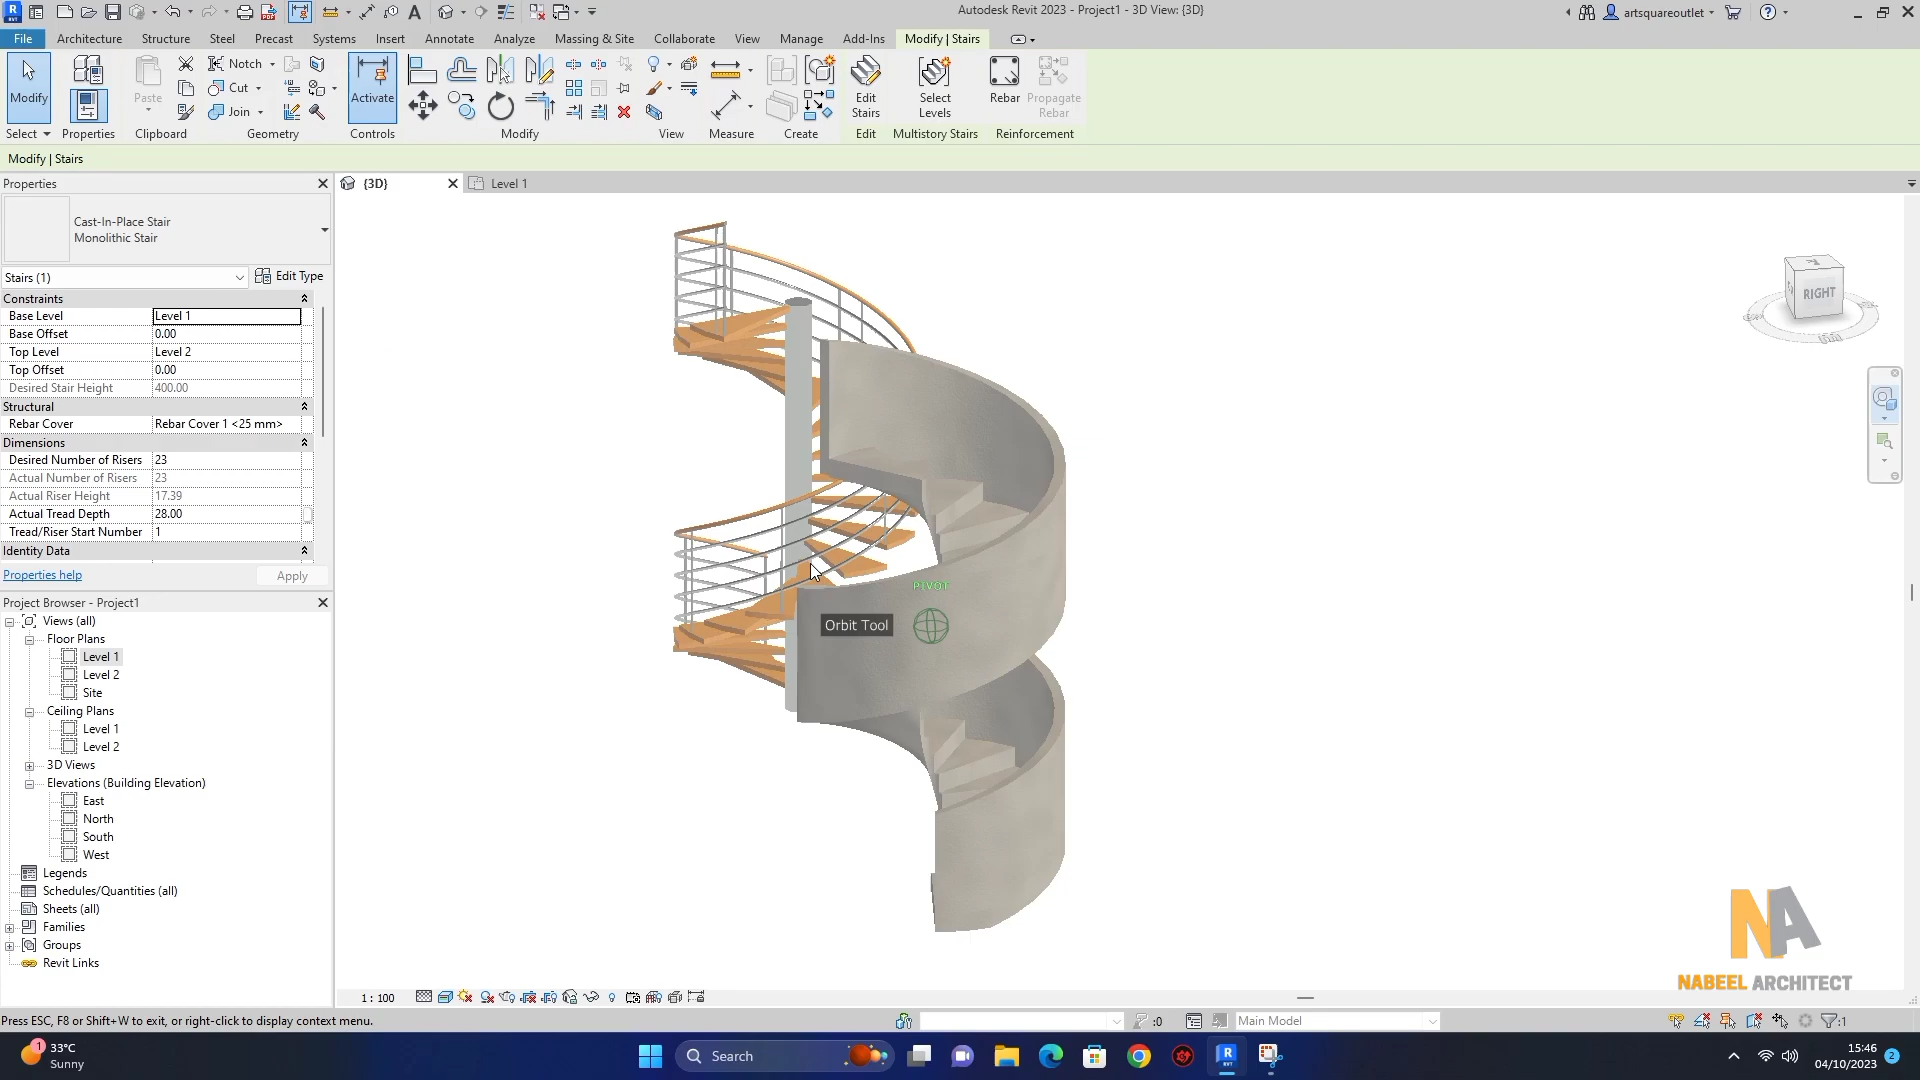 Autodesk Revit 2023 - Project1 - 3D View: {3D}
artsquareoutlet
File
Architecture
Structure
Steel
Precast
Systems
Insert
Annotate
Analyze
Massing & Site
Collaborate
View
Manage
Add-Ins
Modify | Stairs
Modify
Properties
Paste
Notch
Cut
Join
Activate
Edit
Stairs
Select
Levels
Rebar
Propagate
Rebar
Select
Properties
Clipboard
Geometry
Controls
Modify
View
Measure
Create
Edit
Multistory Stairs
Reinforcement
Modify | Stairs
Properties
Cast-In-Place Stair
Monolithic Stair
Stairs (1)
Edit Type
Constraints
Base Level Level 1
Base Offset 0.00
Top Level Level 2
Top Offset 0.00
Desired Stair Height 400.00
Structural
Rebar Cover Rebar Cover 1 <25 mm>
Dimensions
Desired Number of Risers 23
Actual Number of Risers 23
Actual Riser Height 17.39
Actual Tread Depth 28.00
Tread/Riser Start Number 1
Identity Data
Properties help
Apply
Project Browser - Project1
Views (all)
Floor Plans
Level 1
Level 2
Site
Ceiling Plans
Level 1
Level 2
3D Views
Elevations (Building Elevation)
East
North
South
West
Legends
Schedules/Quantities (all)
Sheets (all)
Families
Groups
Revit Links
{3D}
Level 1
RIGHT
PIVOT
Orbit Tool
NA
NABEEL ARCHITECT
1 : 100
Press ESC, F8 or Shift+W to exit, or right-click to display context menu.
:0
Main Model
:1
1
33°C
Sunny
Search
15:46
04/10/2023
2